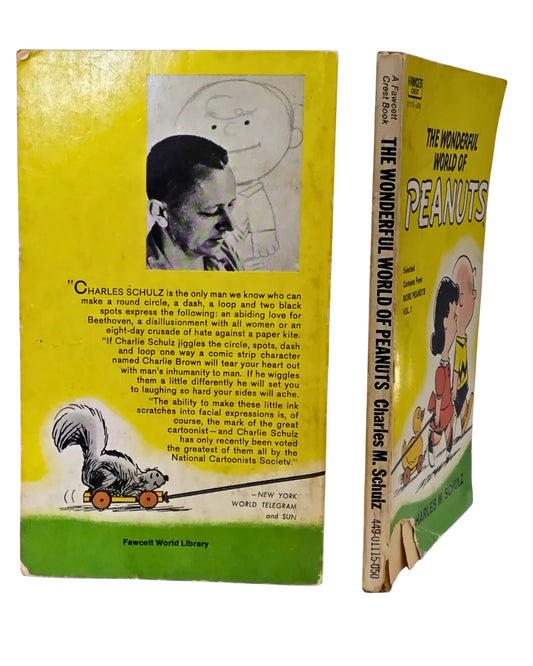 "CHARLES SCHULZ is the only man we know who can
make a round circle, a dash, a loop and two black
spots express the following: an abiding love for
Beethoven, a disillusionment with all women or an
eight-day crusade of hate against a paper kite.
"If Charlie Schulz jiggles the circle, spots, dash
and loop one way a comic strip character
named Charlie Brown will tear your heart out
with man's inhumanity to man. If he wiggles
them a little differently he will set you
to laughing so hard your sides will ache.
"The ability to make these little ink
scratches into facial expressions is, of
course, the mark of the great
cartoonist—and Charlie Schulz
has only recently been voted
the greatest of them all by the
National Cartoonists Society."
—NEW YORK
WORLD TELEGRAM
and SUN
Fawcett World Library
A Fawcett
Crest Book
THE WONDERFUL WORLD OF PEANUTS Charles M. Schulz 449-01115-050
FAWCETT
CREST
THE WONDERFUL
WORLD OF
PEANUTS
Selected
Cartoons From
MORE PEANUTS
VOL. 1
CHARLES M. SCHULZ